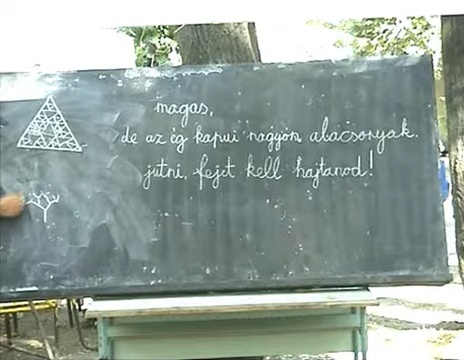 magas,
de az ég kapui nagyon alacsonyak.
jutni, fejet kell hajtanod!